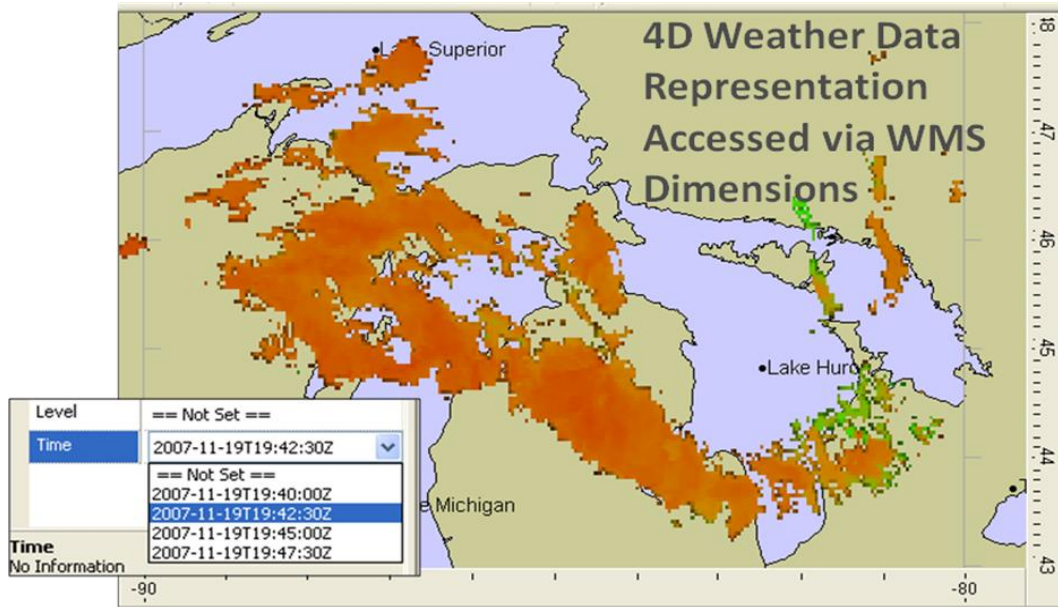 4D Weather Data
Representation
Accessed via WMS
Dimensions
Superior
48
47
46
45
44
43
Lake Huro
e Michigan
-90
-80
Level == Not Set ==
Time 2007-11-19T19:42:30Z
== Not Set ==
2007-11-19T19:40:00Z
2007-11-19T19:42:30Z
2007-11-19T19:45:00Z
2007-11-19T19:47:30Z
Time
No Information